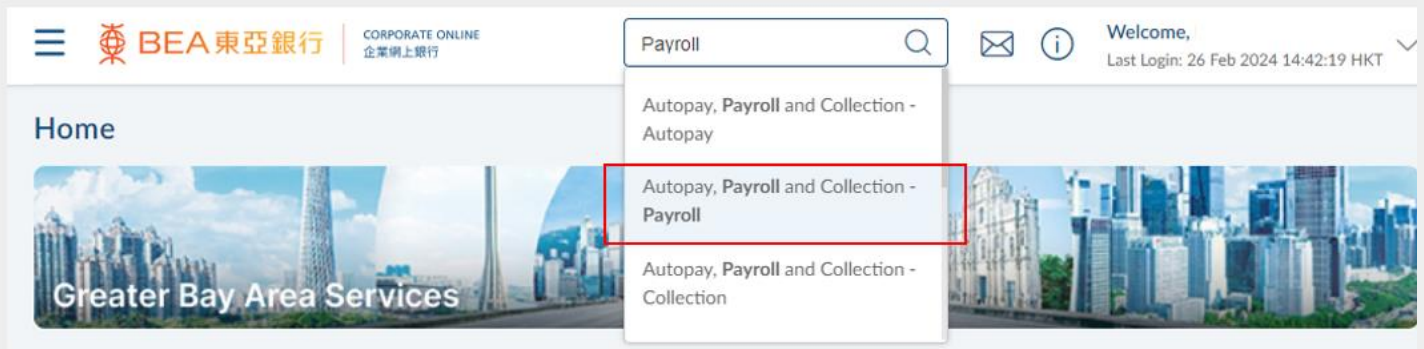 BEA東亞銀行
CORPORATE ONLINE
企業網上銀行
Payroll
Welcome,
Last Login: 26 Feb 2024 14:42:19 HKT
Home
Autopay, Payroll and Collection -
Autopay
Autopay, Payroll and Collection -
Payroll
Autopay, Payroll and Collection -
Collection
Greater Bay Area Services